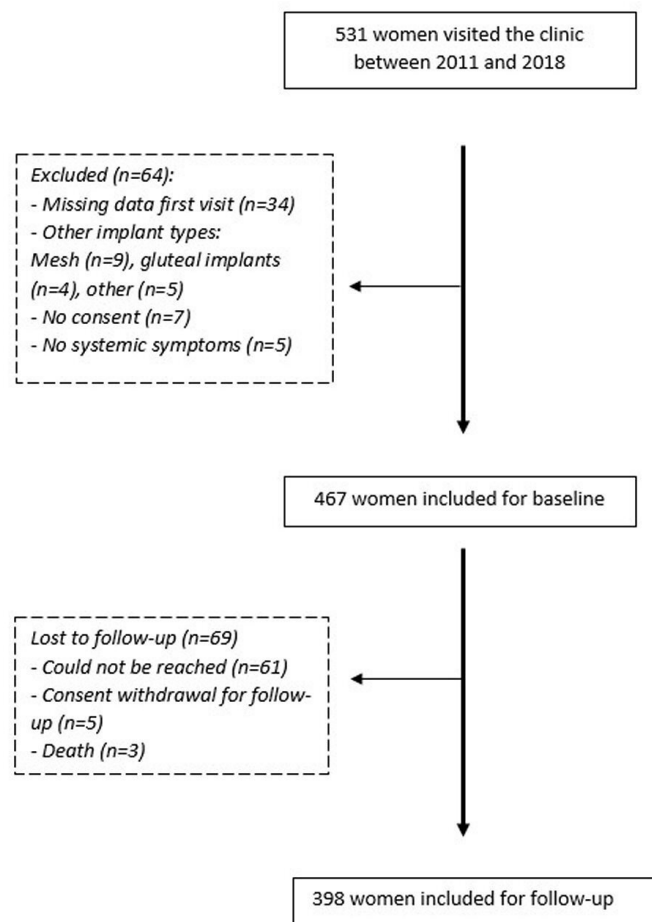 531 women visited the clinic
between 2011 and 2018
Excluded (n=64):
- Missing data first visit (n=34)
- Other implant types:
Mesh (n=9), gluteal implants
(n=4), other (n=5)
- No consent (n=7)
- No systemic symptoms (n=5)
467 women included for baseline
Lost to follow-up (n=69)
- Could not be reached (n=61)
- Consent withdrawal for follow-
up (n=5)
- Death (n=3)
398 women included for follow-up